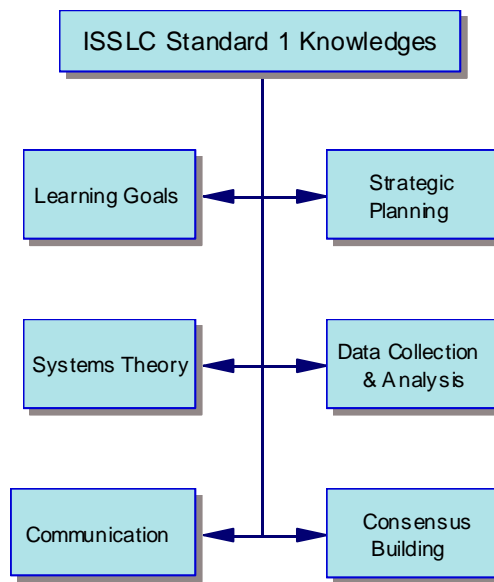 ISSLC Standard 1 Knowledges
Learning Goals
Strategic
Planning
Systems Theory
Data Collection
& Analysis
Communication
Consensus
Building